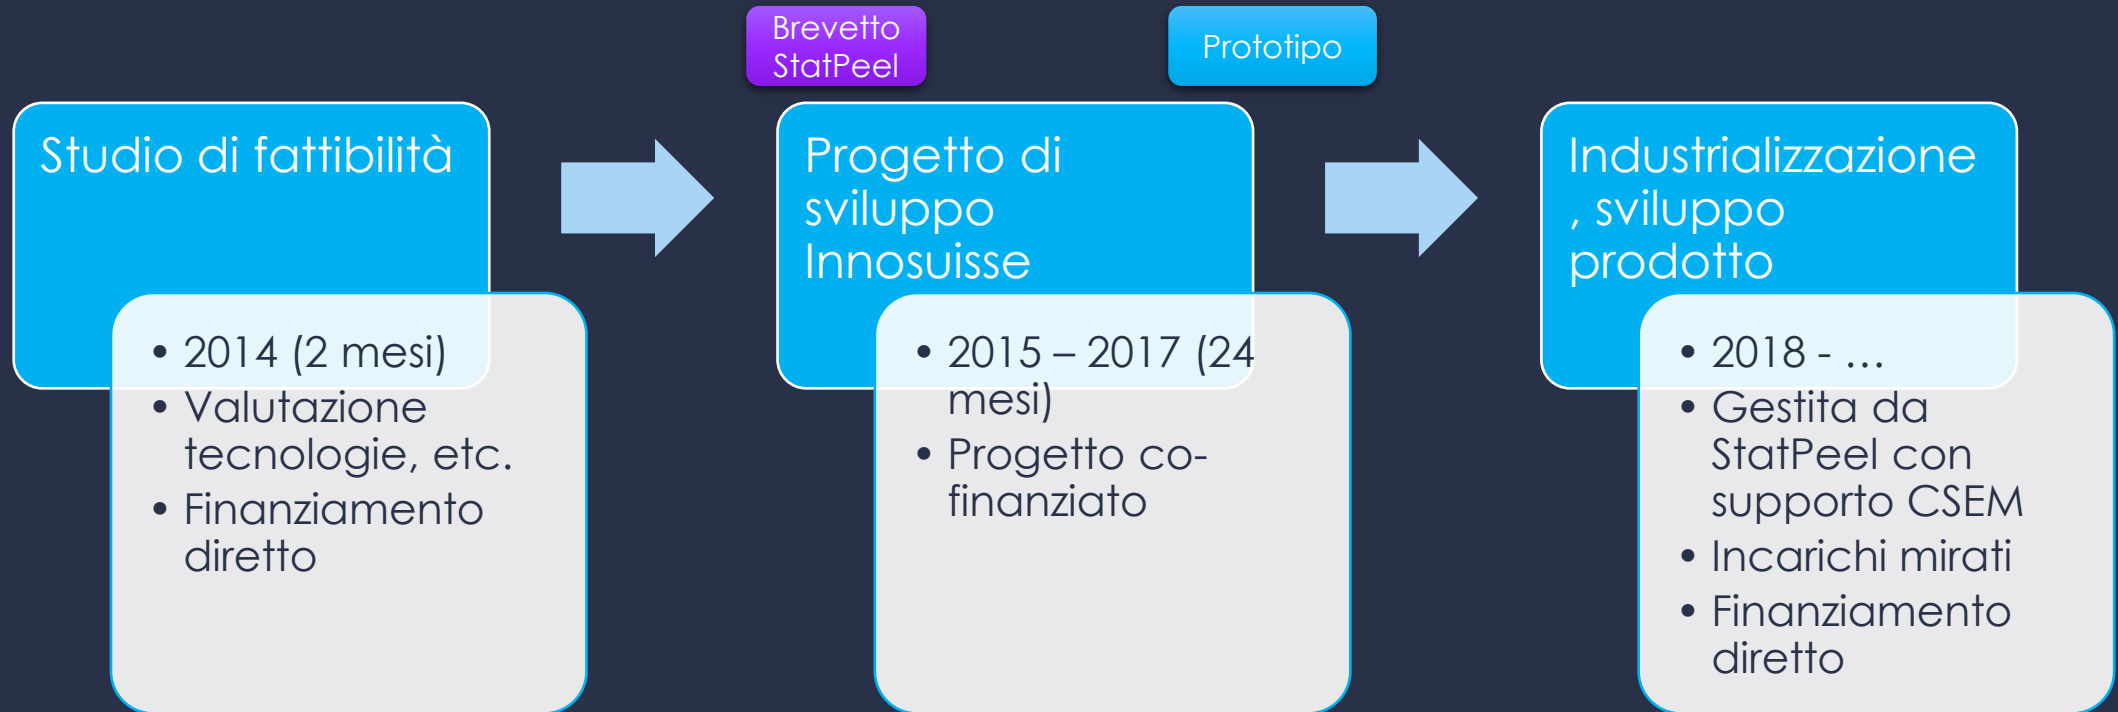 Brevetto
StatPeel
Prototipo
Studio di fattibilità
• 2014 (2 mesi)
• Valutazione
tecnologie, etc.
• Finanziamento
diretto
Progetto di
sviluppo
Innosuisse
• 2015 – 2017 (24
mesi)
• Progetto co-
finanziato
Industrializzazione
, sviluppo
prodotto
• 2018 - ...
• Gestita da
StatPeel con
supporto CSEM
• Incarichi mirati
• Finanziamento
diretto